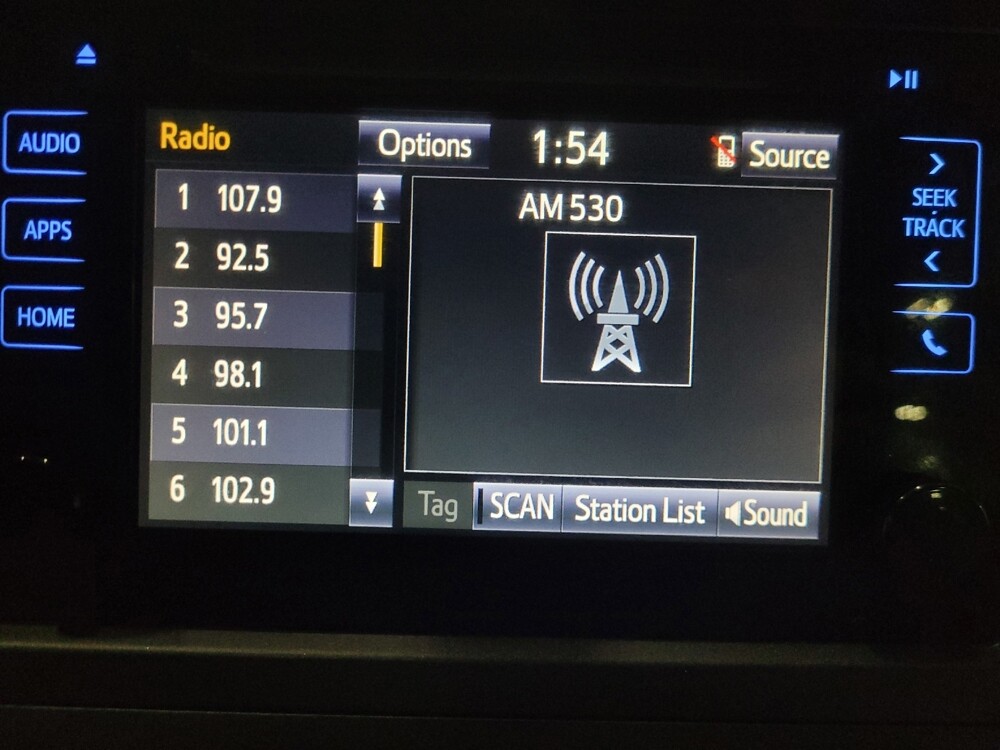 AUDIO
APPS
HOME
Radio
Options
1:54
Source
1 107.9
2 92.5
3 95.7
4 98.1
5 101.1
6 102.9
AM 530
Tag
SCAN
Station List
Sound
SEEK
TRACK